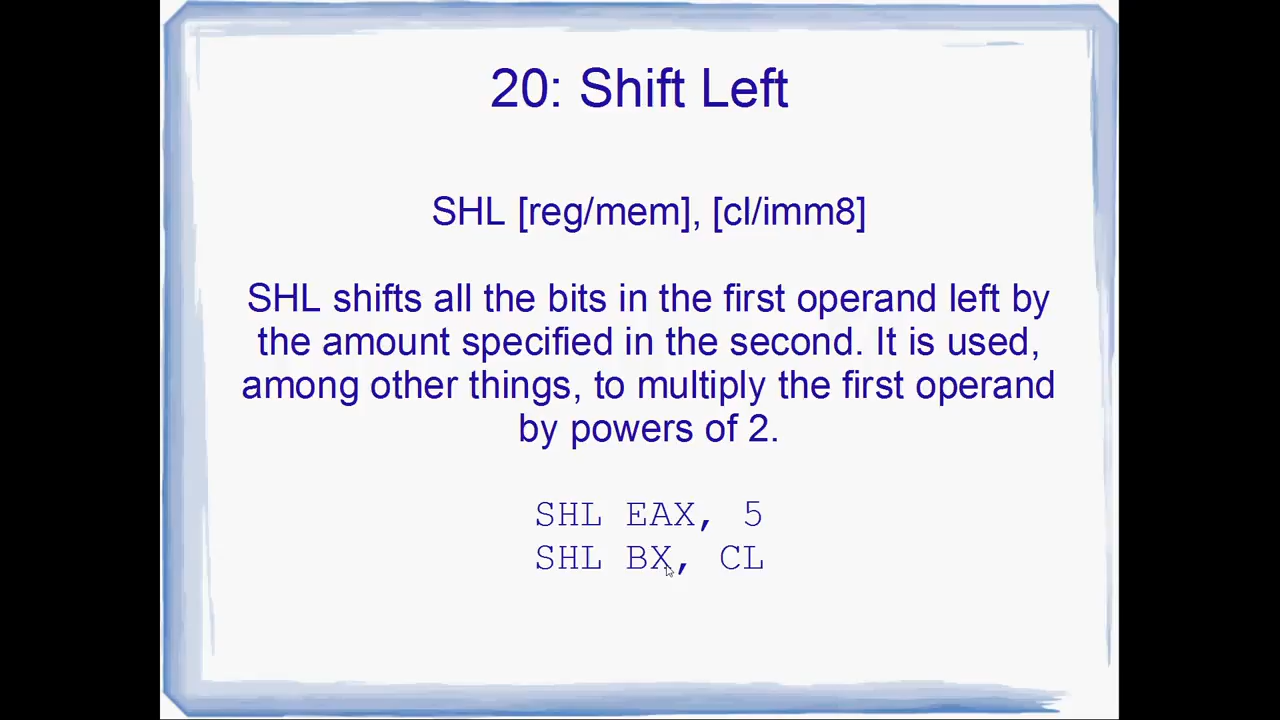 20: Shift Left
SHL [reg/mem], [cl/imm8]
SHL shifts all the bits in the first operand left by
the amount specified in the second. It is used,
among other things, to multiply the first operand
by powers of 2.
SHL EAX, 5
SHL BX, CL